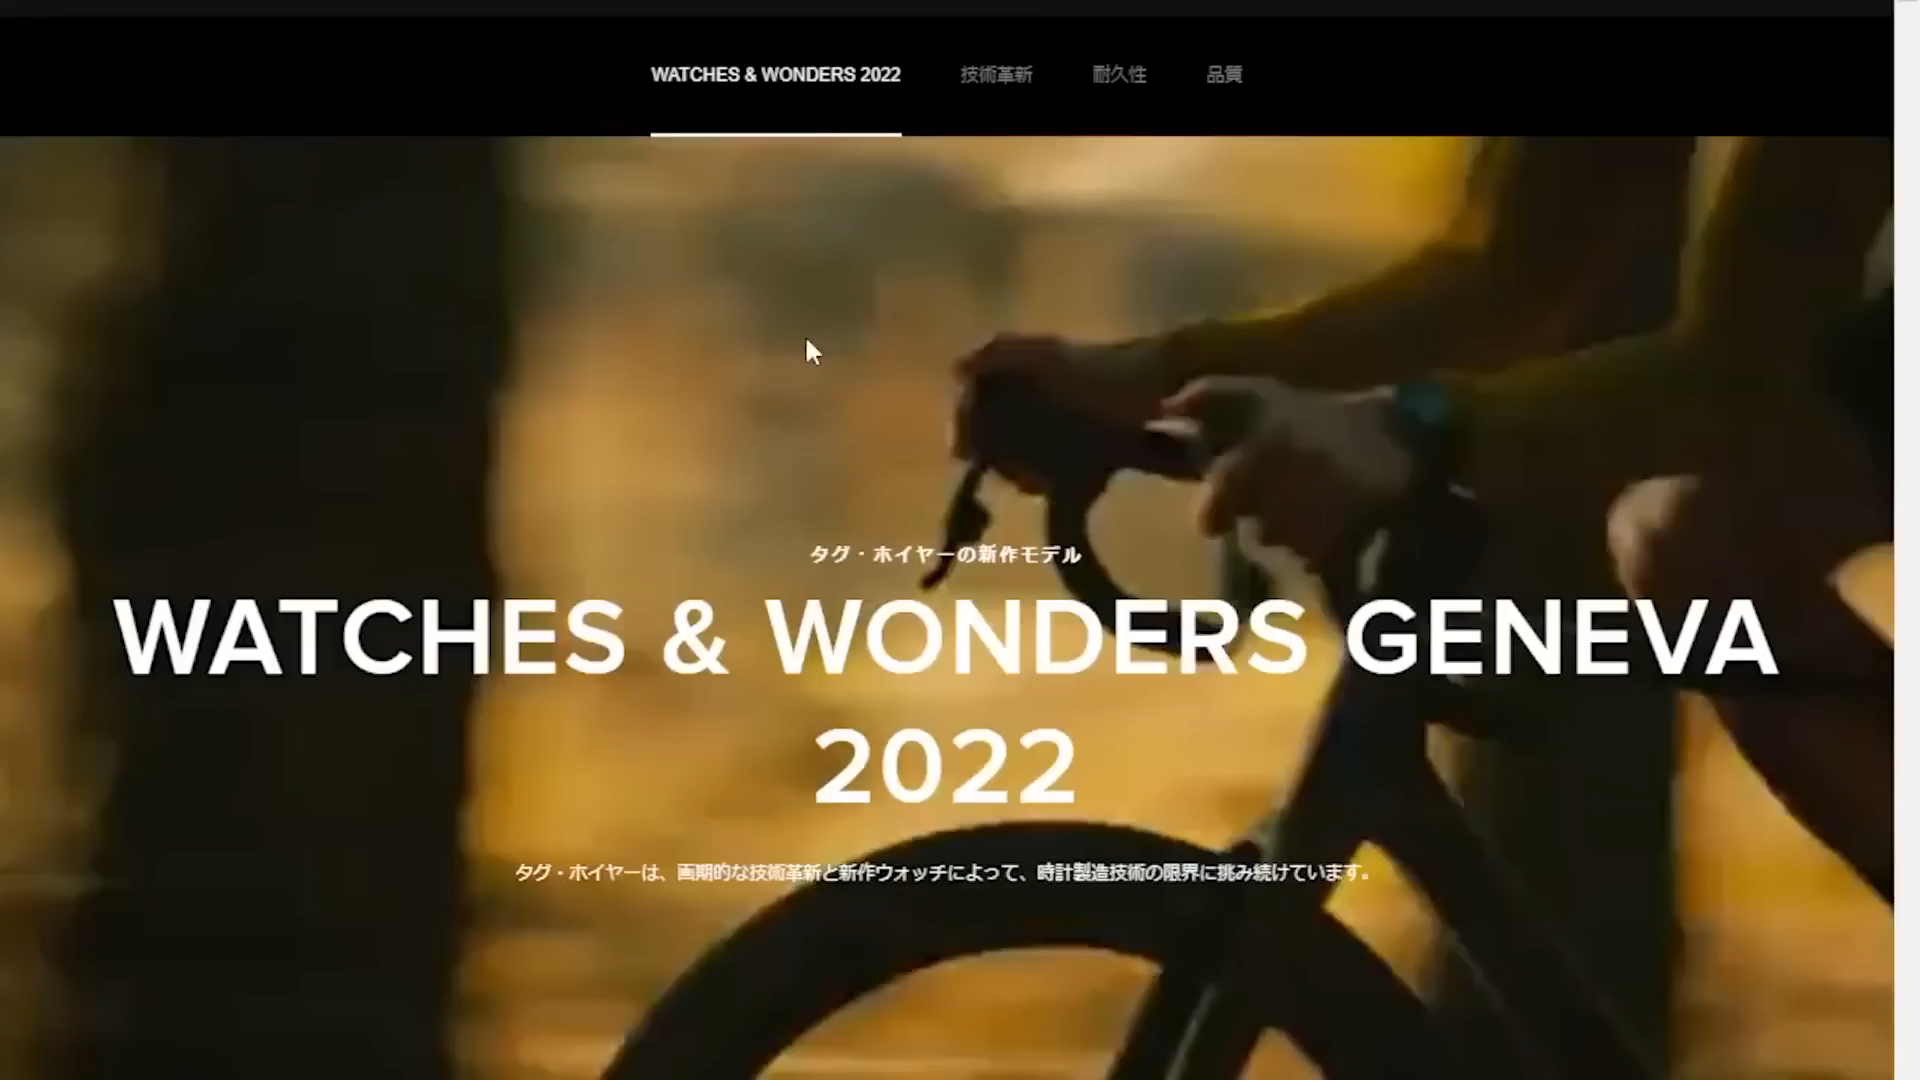 WATCHES & WONDERS 2022
技術革新
耐久性
品質
タグ・ホイヤーの新作モデル
WATCHES & WONDERS GENEVA
2022
タグ・ホイヤーは、画期的な技術革新と新作ウォッチによって、時計製造技術の限界に挑み続けています。